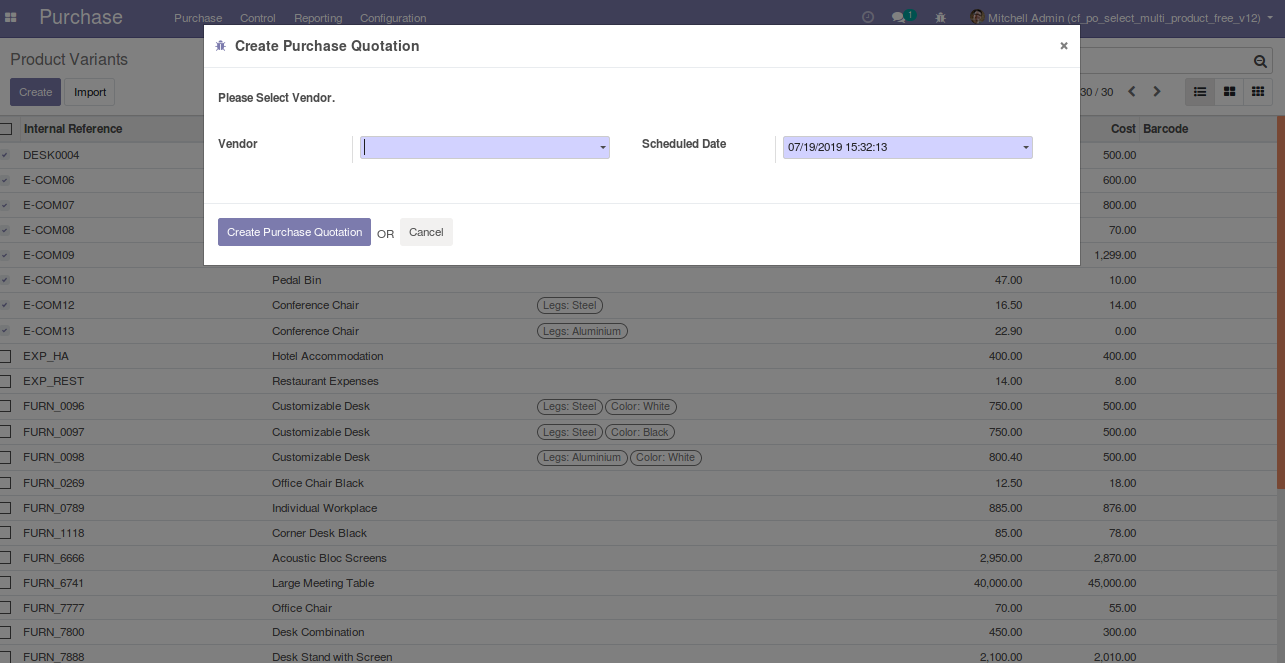 Purchase Purchase Control Reporting Configuration 1 Mitchell Admin (cf_po_select_multi_product_free_v12)
Create Purchase Quotation ×
Product Variants
Create Import 30 / 30
Please Select Vendor.
Internal Reference Cost Barcode
Vendor Scheduled Date 07/19/2019 15:32:13
DESK0004 500.00
E-COM06 600.00
E-COM07 800.00
E-COM08 70.00
Create Purchase Quotation OR Cancel
E-COM09 1,299.00
E-COM10 Pedal Bin 47.00 10.00
E-COM12 Conference Chair Legs: Steel 16.50 14.00
E-COM13 Conference Chair Legs: Aluminium 22.90 0.00
EXP_HA Hotel Accommodation 400.00 400.00
EXP_REST Restaurant Expenses 14.00 8.00
FURN_0096 Customizable Desk Legs: Steel Color: White 750.00 500.00
FURN_0097 Customizable Desk Legs: Steel Color: Black 750.00 500.00
FURN_0098 Customizable Desk Legs: Aluminium Color: White 800.40 500.00
FURN_0269 Office Chair Black 12.50 18.00
FURN_0789 Individual Workplace 885.00 876.00
FURN_1118 Corner Desk Black 85.00 78.00
FURN_6666 Acoustic Bloc Screens 2,950.00 2,870.00
FURN_6741 Large Meeting Table 40,000.00 45,000.00
FURN_7777 Office Chair 70.00 55.00
FURN_7800 Desk Combination 450.00 300.00
FURN_7888 Desk Stand with Screen 2,100.00 2,010.00